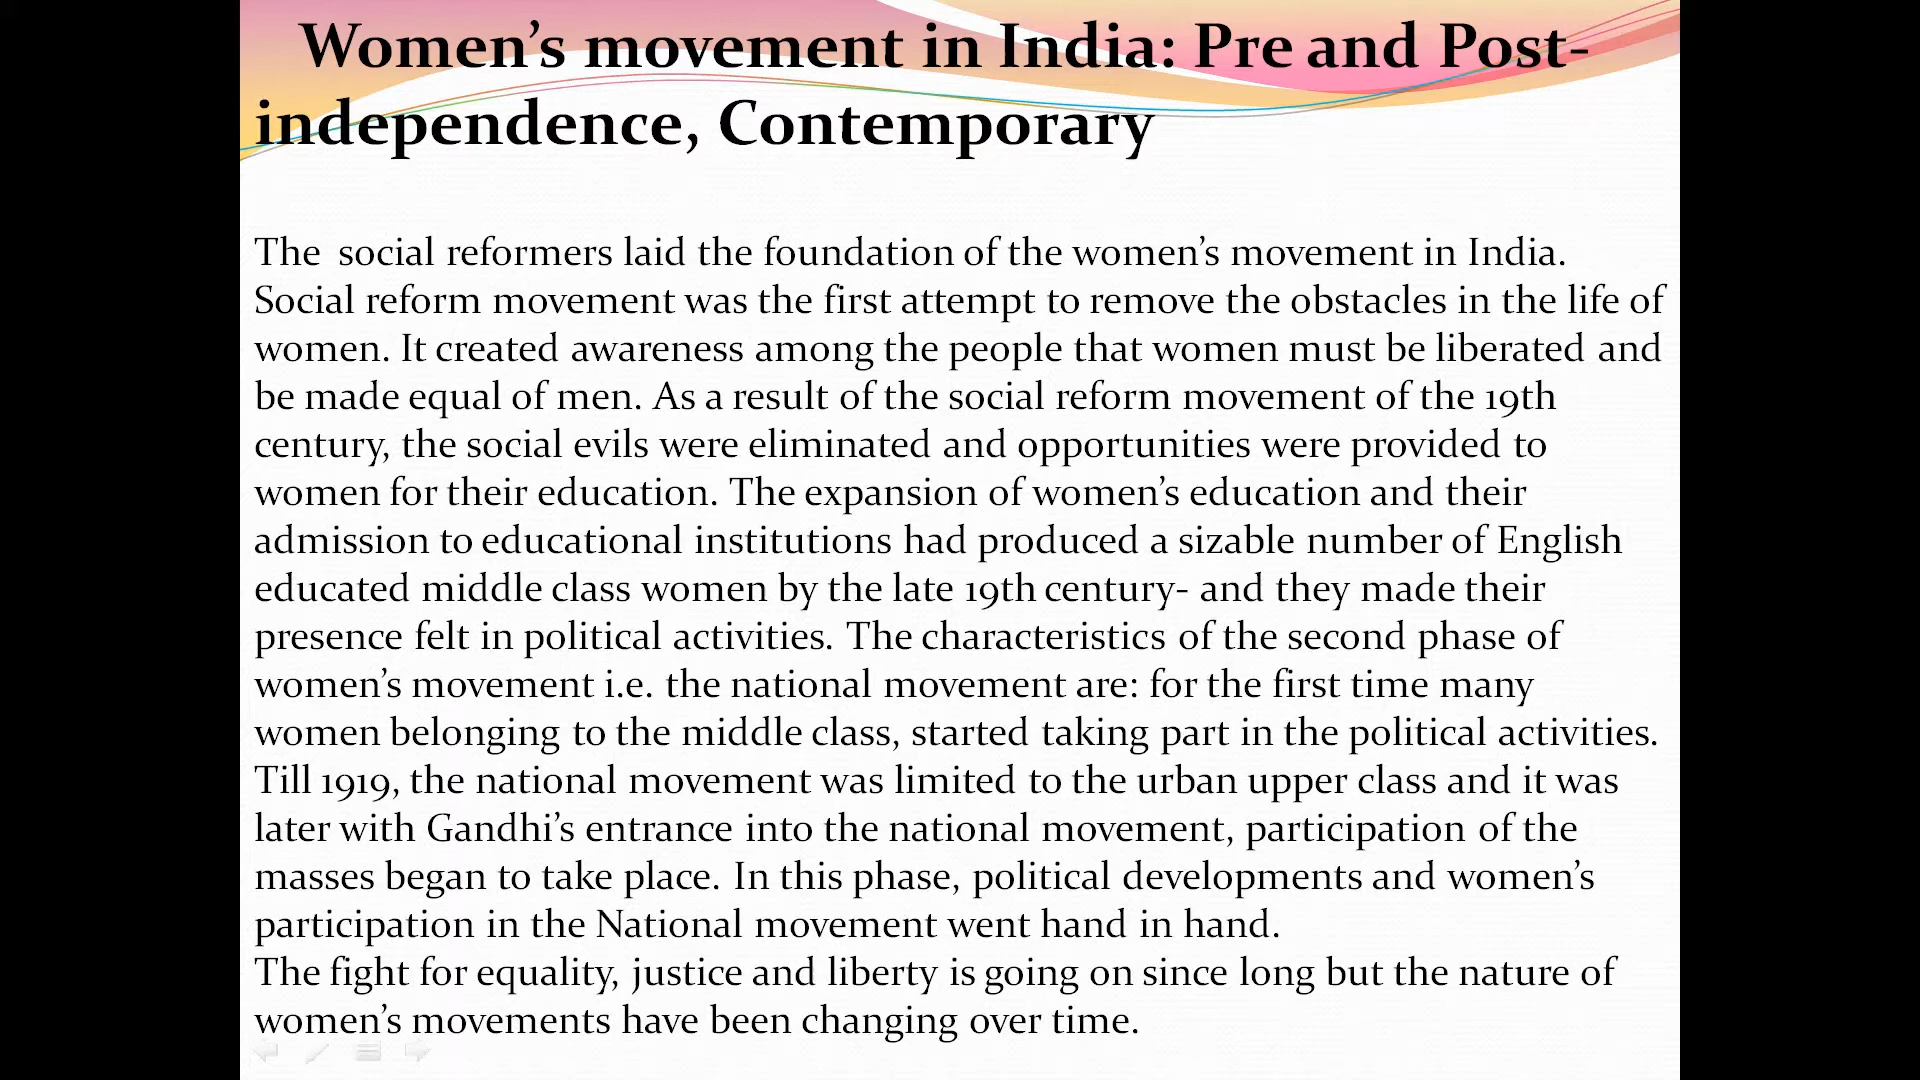 Women’s movement in India: Pre and Post-
independence, Contemporary
The social reformers laid the foundation of the women’s movement in India.
Social reform movement was the first attempt to remove the obstacles in the life of
women. It created awareness among the people that women must be liberated and
be made equal of men. As a result of the social reform movement of the 19th
century, the social evils were eliminated and opportunities were provided to
women for their education. The expansion of women’s education and their
admission to educational institutions had produced a sizable number of English
educated middle class women by the late 19th century- and they made their
presence felt in political activities. The characteristics of the second phase of
women’s movement i.e. the national movement are: for the first time many
women belonging to the middle class, started taking part in the political activities.
Till 1919, the national movement was limited to the urban upper class and it was
later with Gandhi’s entrance into the national movement, participation of the
masses began to take place. In this phase, political developments and women’s
participation in the National movement went hand in hand.
The fight for equality, justice and liberty is going on since long but the nature of
women’s movements have been changing over time.